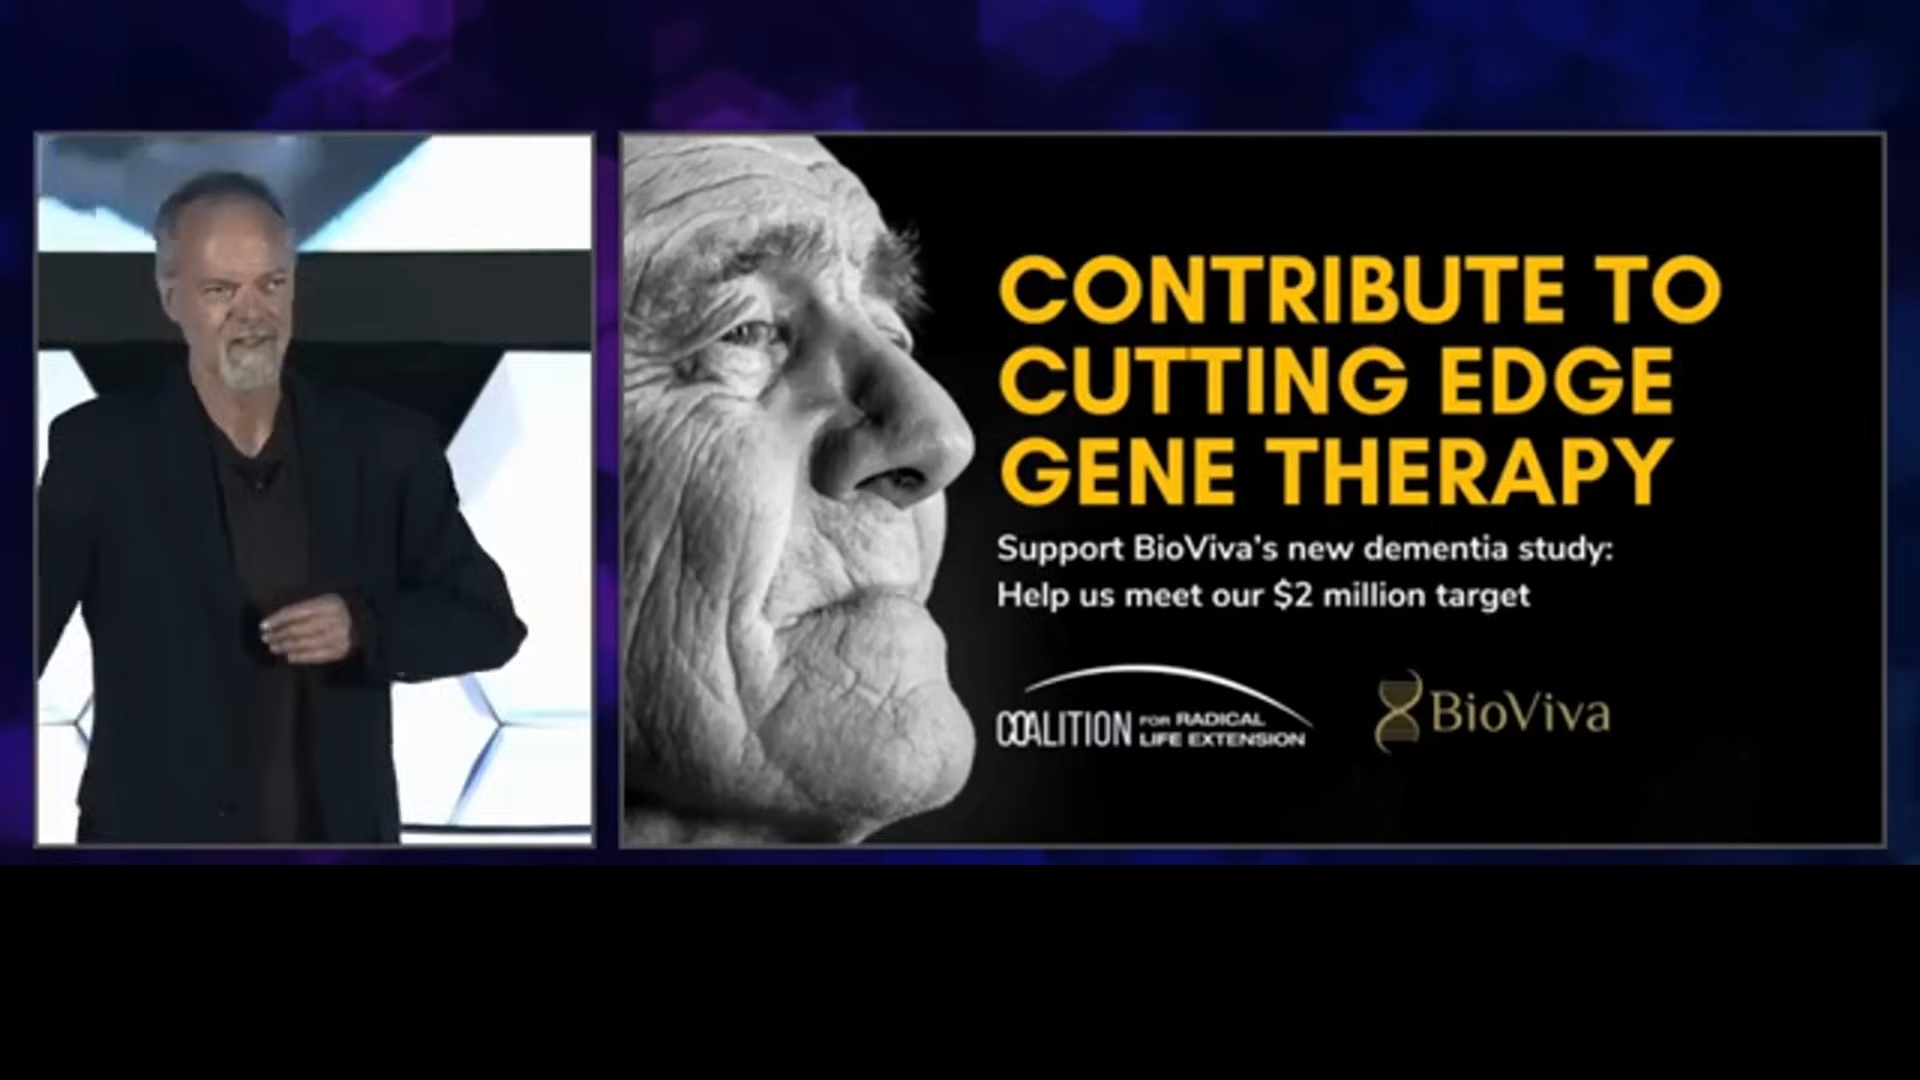 CONTRIBUTE TO
CUTTING EDGE
GENE THERAPY
Support BioViva's new dementia study:
Help us meet our $2 million target
COALITION FOR RADICAL
LIFE EXTENSION
BioViva